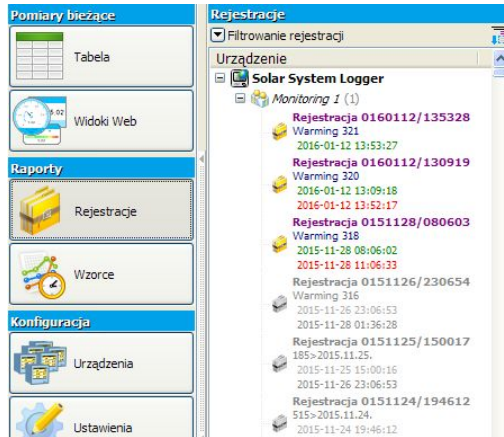 Pomiary bieżące
Tabela
Widoki Web
Raporty
Rejestracje
Wzorce
Konfiguracja
Urządzenia
Ustawienia
Rejestracje
Filtrowanie rejestracji
Urządzenie
Solar System Logger
Monitoring 1 (1)
Rejestracja 0160112/135328
Warming 321
2016-01-12 13:53:27
Rejestracja 0160112/130919
Warming 320
2016-01-12 13:09:18
2016-01-12 13:52:17
Rejestracja 0151128/080603
Warming 318
2015-11-28 08:06:02
2015-11-28 11:06:33
Rejestracja 0151126/230654
Warming 316
2015-11-26 23:06:53
2015-11-28 01:36:28
Rejestracja 0151125/150017
185>2015.11.25.
2015-11-25 15:00:16
2015-11-26 23:06:53
Rejestracja 0151124/194612
515>2015.11.24.
2015-11-24 19:46:12